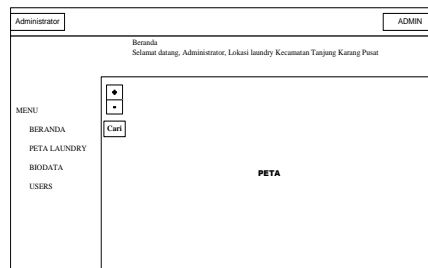 Administrator
ADMIN
Beranda
Selamat datang, Administrator, Lokasi laundry Kecamatan Tanjung Karang Pusat
+
-
MENU
Cari
BERANDA
PETA LAUNDRY
BIODATA
PETA
USERS